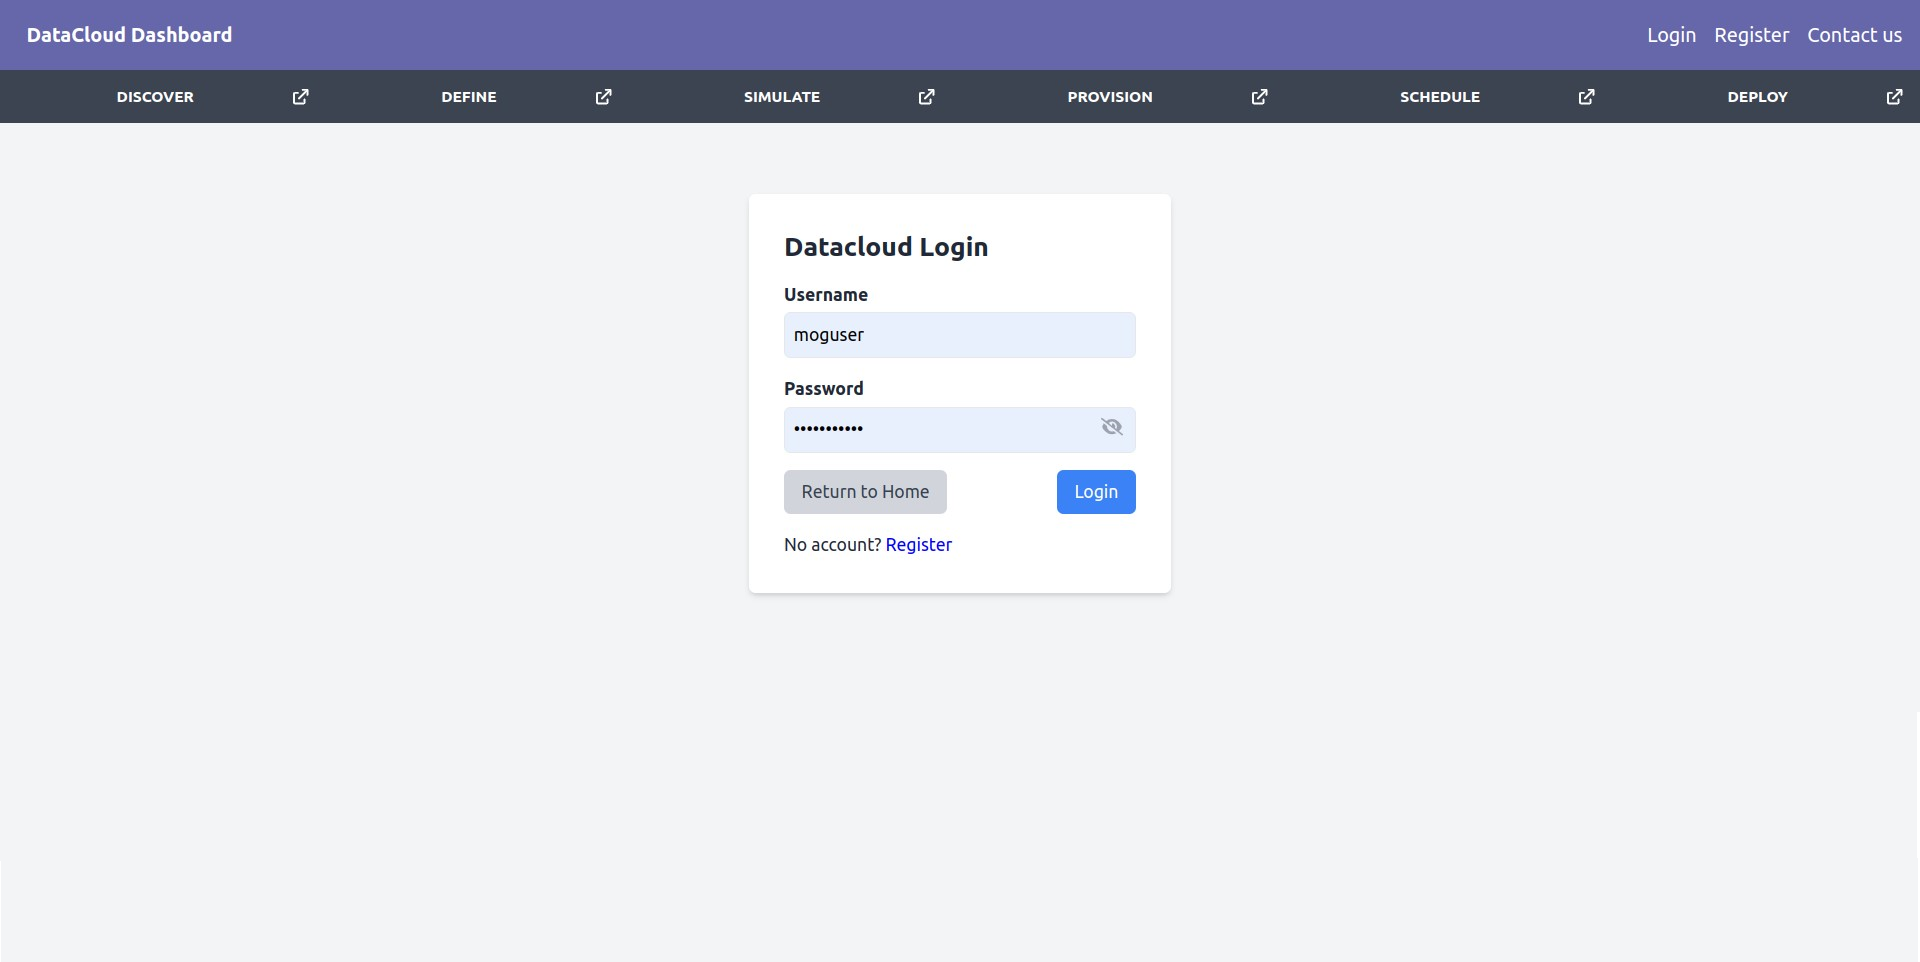 DataCloud Dashboard
Login Register Contact us
DISCOVER DEFINE SIMULATE PROVISION SCHEDULE DEPLOY
Datacloud Login
Username
moguser
Password
•••••••••••
Return to Home Login
No account? Register